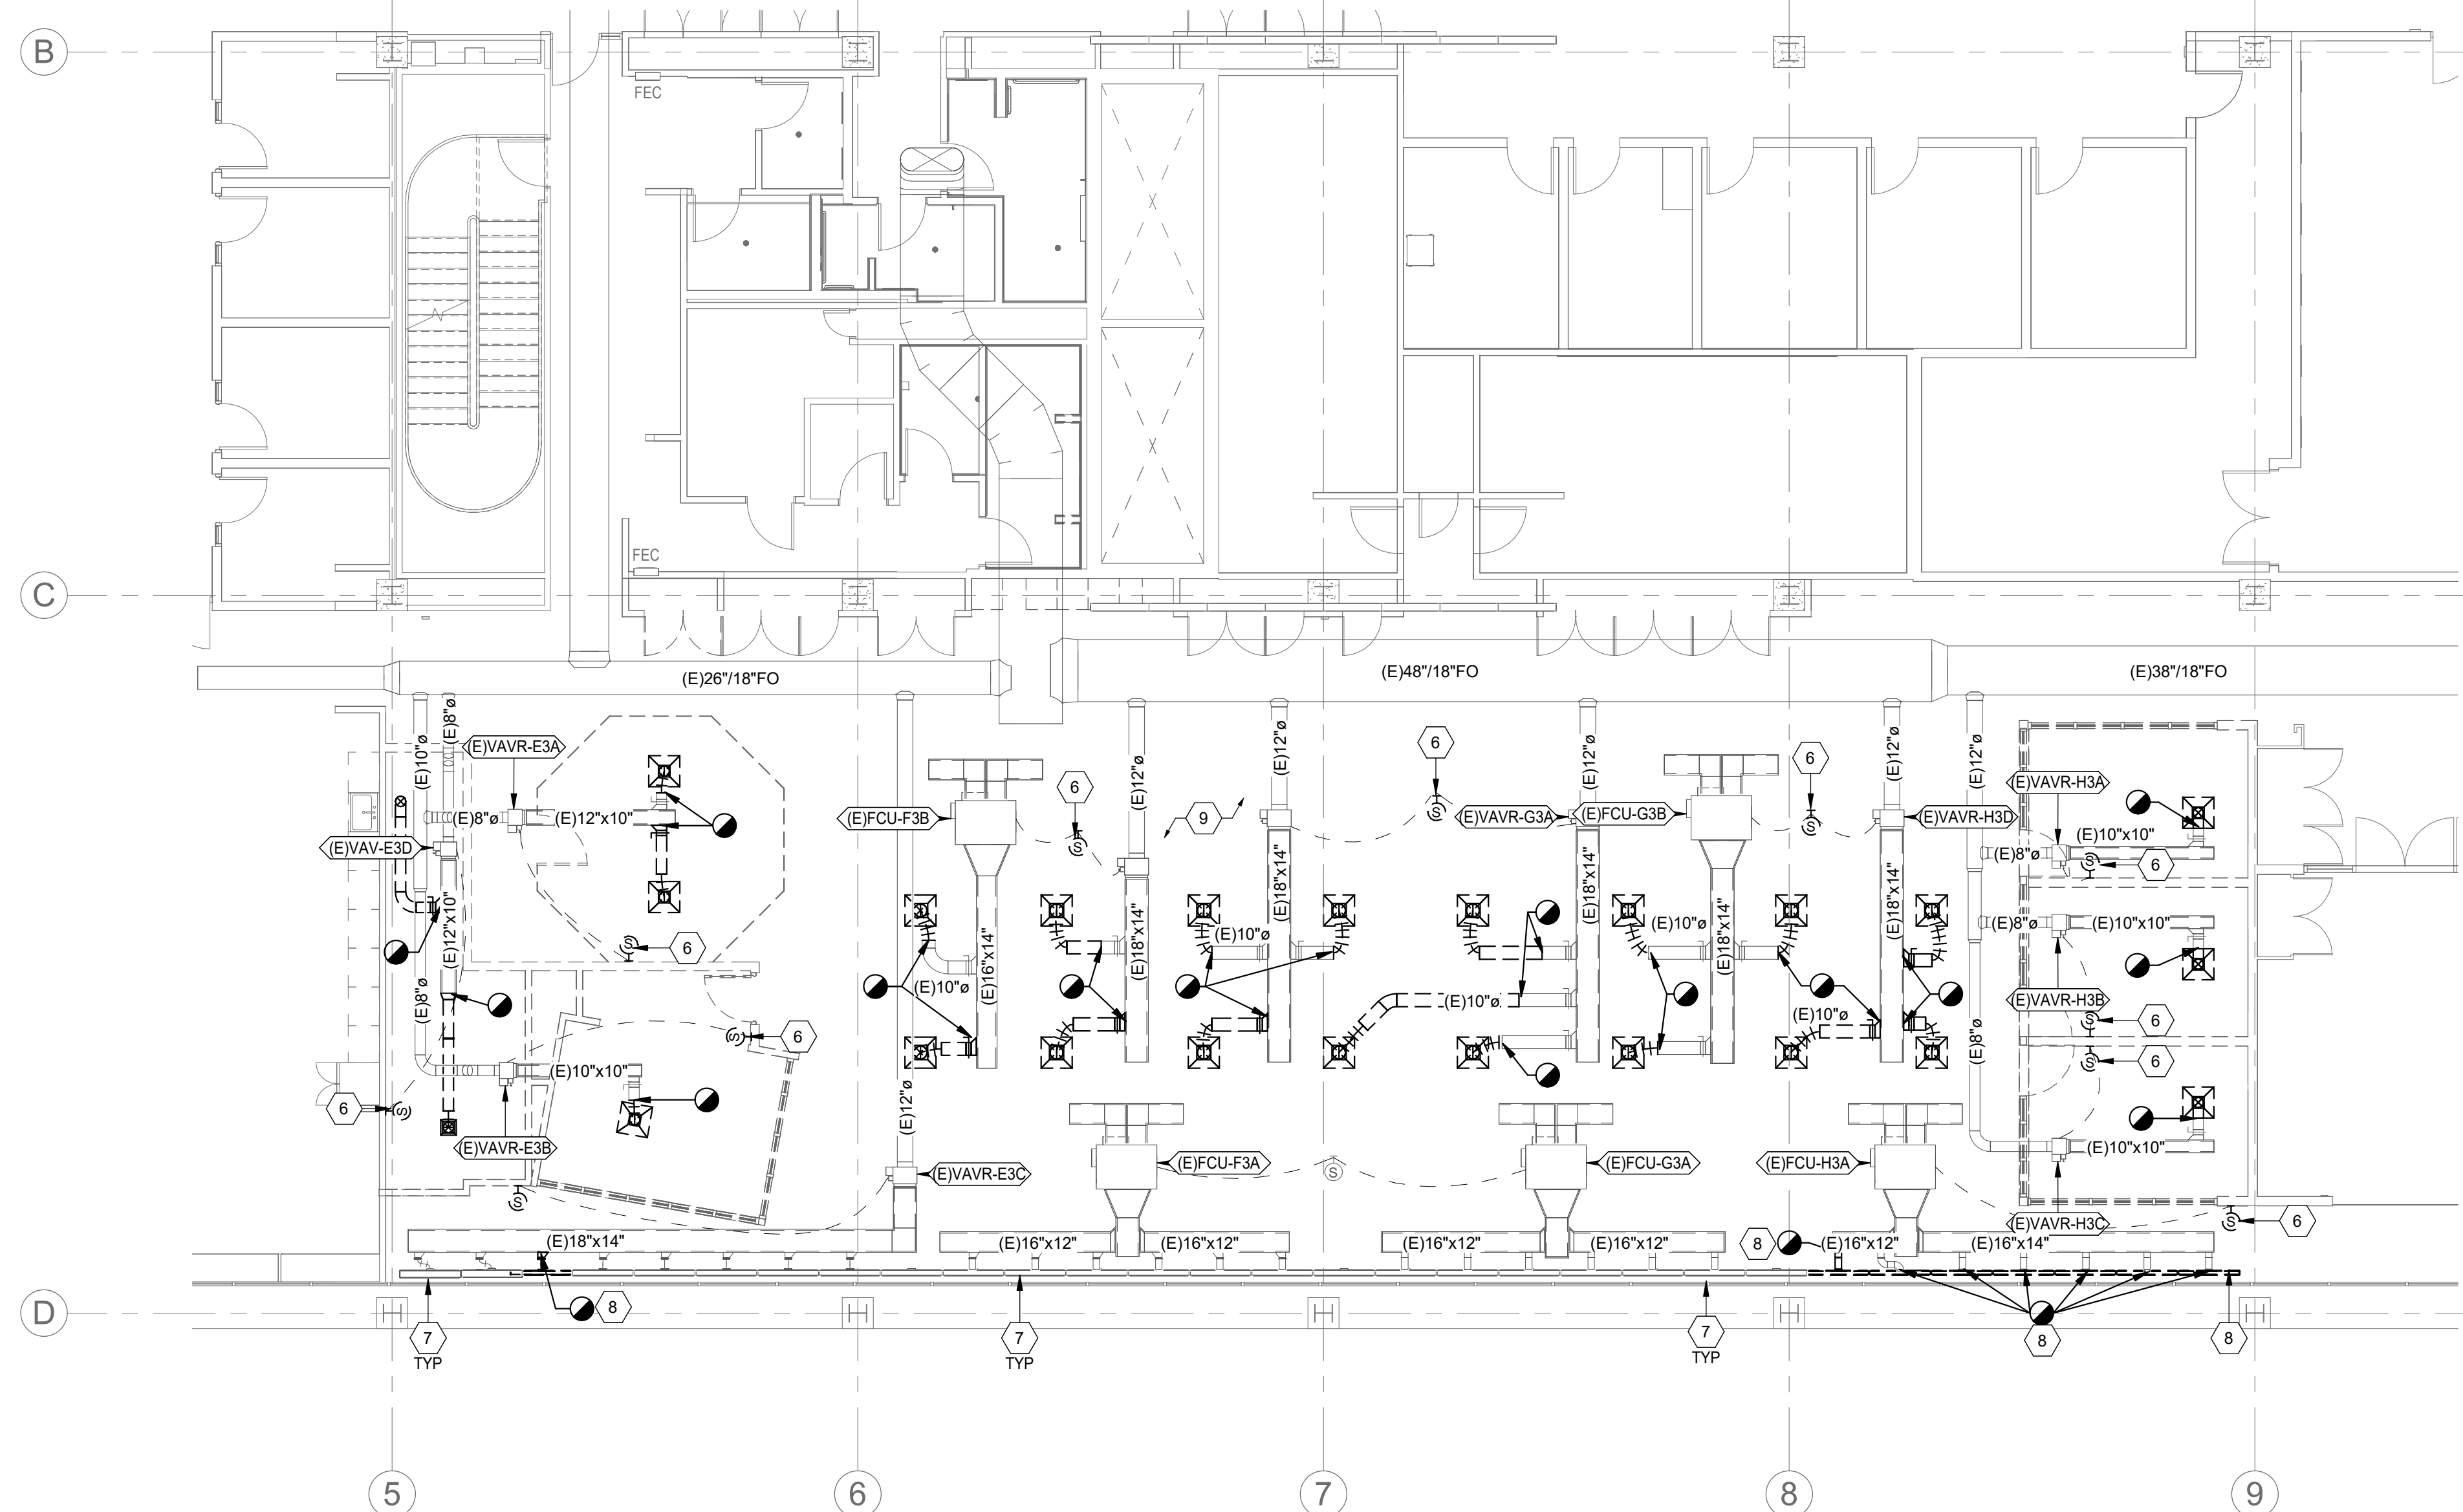 B
FEC
FEC
C
(E)26"/18"FO
(E)48"/18"FO
(E)38"/18"FO
(E)10"ø
(E)8"ø
(E)VAVR-E3A
(E)8"ø
(E)12"x10"
(E)VAV-E3D
(E)12"x10"
(E)8"ø
6
6
(E)10"x10"
6
(E)VAVR-E3B
S
S
S
S
(E)FCU-F3B
6
S
(E)12"ø
9
(E)12"ø
6
S
(E)12"ø
(E)VAVR-G3A
(E)FCU-G3B
6
S
(E)12"ø
(E)VAVR-H3D
(E)12"ø
(E)VAVR-H3A
(E)10"x10"
(E)8"ø
S
6
(E)18"x14"
(E)18"x14"
(E)18"x14"
(E)10"ø
(E)16"x14"
(E)18"x14"
(E)10"ø
(E)10"ø
(E)18"x14"
(E)10"ø
(E)10"ø
(E)8"ø
(E)10"x10"
(E)VAVR-H3B
S
6
S
6
(E)8"ø
(E)10"x10"
(E)12"ø
(E)VAVR-E3C
(E)FCU-F3A
S
(E)FCU-G3A
(E)FCU-H3A
(E)VAVR-H3C
S
6
(E)18"x14"
(E)16"x12"
(E)16"x12"
(E)16"x12"
(E)16"x12"
8
(E)16"x12"
(E)16"x14"
D
7
TYP
8
7
TYP
7
TYP
8
8
5
6
7
8
9